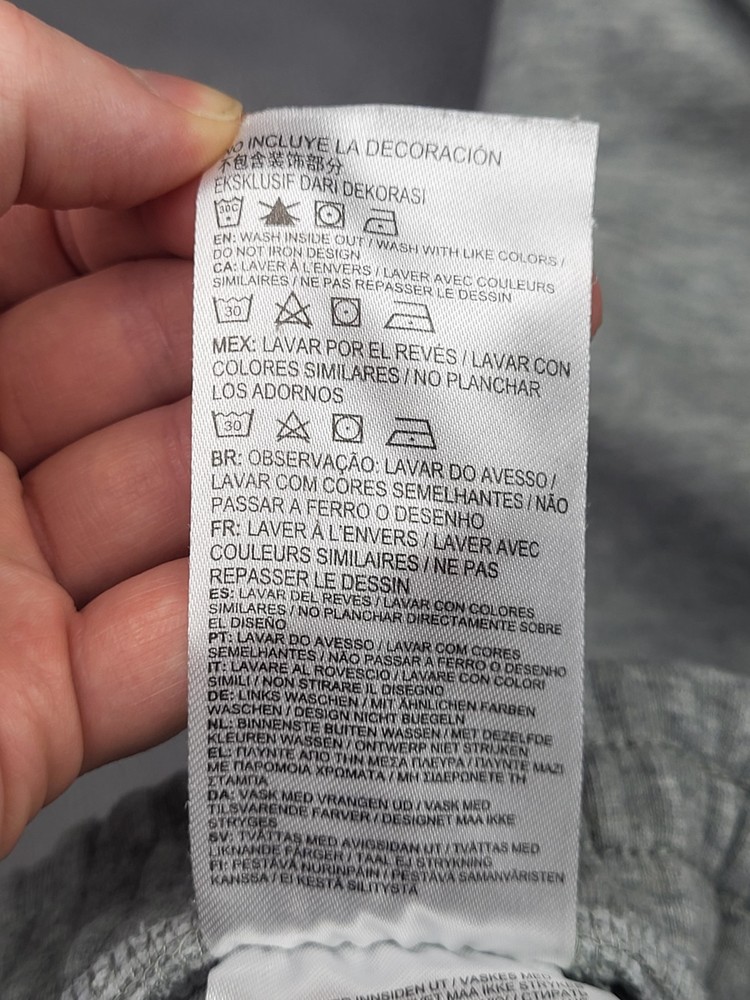 NO INCLUYE LA DECORACIÓN
不包含装饰部分
EKSKLUSIF DARI DEKORASI
30C
EN: WASH INSIDE OUT / WASH WITH LIKE COLORS /
DO NOT IRON DESIGN
CA: LAVER À L'ENVERS / LAVER AVEC COULEURS
SIMILAIRES / NE PAS REPASSER LE DESSIN
30
MEX: LAVAR POR EL REVÉS / LAVAR CON
COLORES SIMILARES / NO PLANCHAR
LOS ADORNOS
30
BR: OBSERVAÇÃO: LAVAR DO AVESSO /
LAVAR COM CORES SEMELHANTES / NÃO
PASSAR A FERRO O DESENHO
FR: LAVER À L'ENVERS / LAVER AVEC
COULEURS SIMILAIRES / NE PAS
REPASSER LE DESSIN
ES: LAVAR DEL REVÉS / LAVAR CON COLORES
SIMILARES / NO PLANCHAR DIRECTAMENTE SOBRE
EL DISEÑO
PT: LAVAR DO AVESSO / LAVAR COM CORES
SEMELHANTES / NÃO PASSAR A FERRO O DESENHO
IT: LAVARE AL ROVESCIO / LAVARE CON COLORI
SIMILI / NON STIRARE IL DISEGNO
DE: LINKS WASCHEN / MIT ÄHNLICHEN FARBEN
WASCHEN / DESIGN NICHT BUEGELN
NL: BINNENSTE BUITEN WASSEN / MET DEZELFDE
KLEUREN WASSEN / ONTWERP NIET STRIJKEN
EL: ΠΛΥΝΤΕ ΑΠΟ ΤΗΝ ΜΕΣΑ ΠΛΕΥΡΑ / ΠΛΥΝΤΕ ΜΑΖΙ
ΜΕ ΠΑΡΟΜΟΙΑ ΧΡΩΜΑΤΑ / ΜΗ ΣΙΔΕΡΩΝΕΤΕ ΤΗ
ΣΤΑΜΠΑ
DA: VASK MED VRANGEN UD / VASK MED
TILSVARENDE FARVER / DESIGNET MAA IKKE
STRYGES
SV: TVÄTTAS MED AVIGSIDAN UT / TVÄTTAS MED
LIKNANDE FÄRGER / TÅAL EJ STRYKNING
FI: PESTÄVÄ NURINPÄIN / PESTÄVÄ SAMANVÄRISTEN
KANSSA / EI KESTÄ SILITYSTÄ
INNSIDEN UT / VASKES MED
MAA IKKE